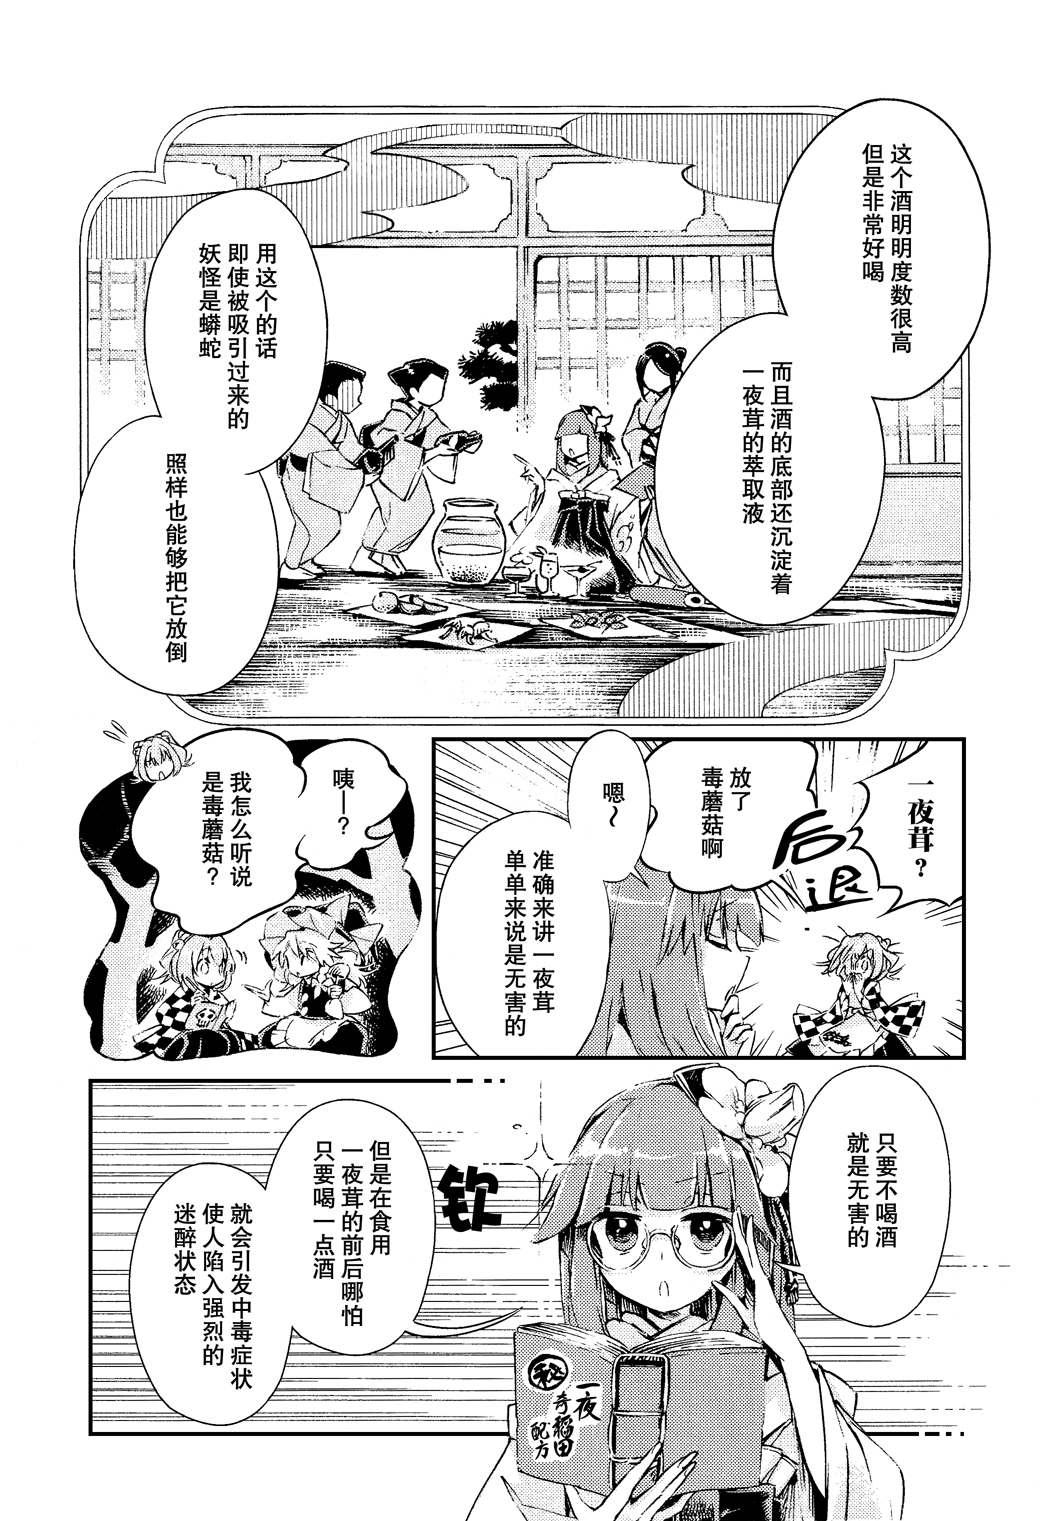 这个酒明明度数很高
但是非常好喝
而且酒的底部还沉淀着
一夜茸的萃取液
用这个的话
即使被吸引过来的
妖怪是蟒蛇
照样也能够把它放倒
一夜茸？
后退
放了
毒蘑菇啊
嗯～
准确来讲一夜茸
单单来说是无害的
咦—？
我怎么听说
是毒蘑菇？
只要不喝酒
就是无害的
但是在食用
一夜茸的前后哪怕
只要喝一点酒
就会引发中毒症状
使人陷入强烈的
迷醉状态
钦
㊙
一夜
奇稻田
配方